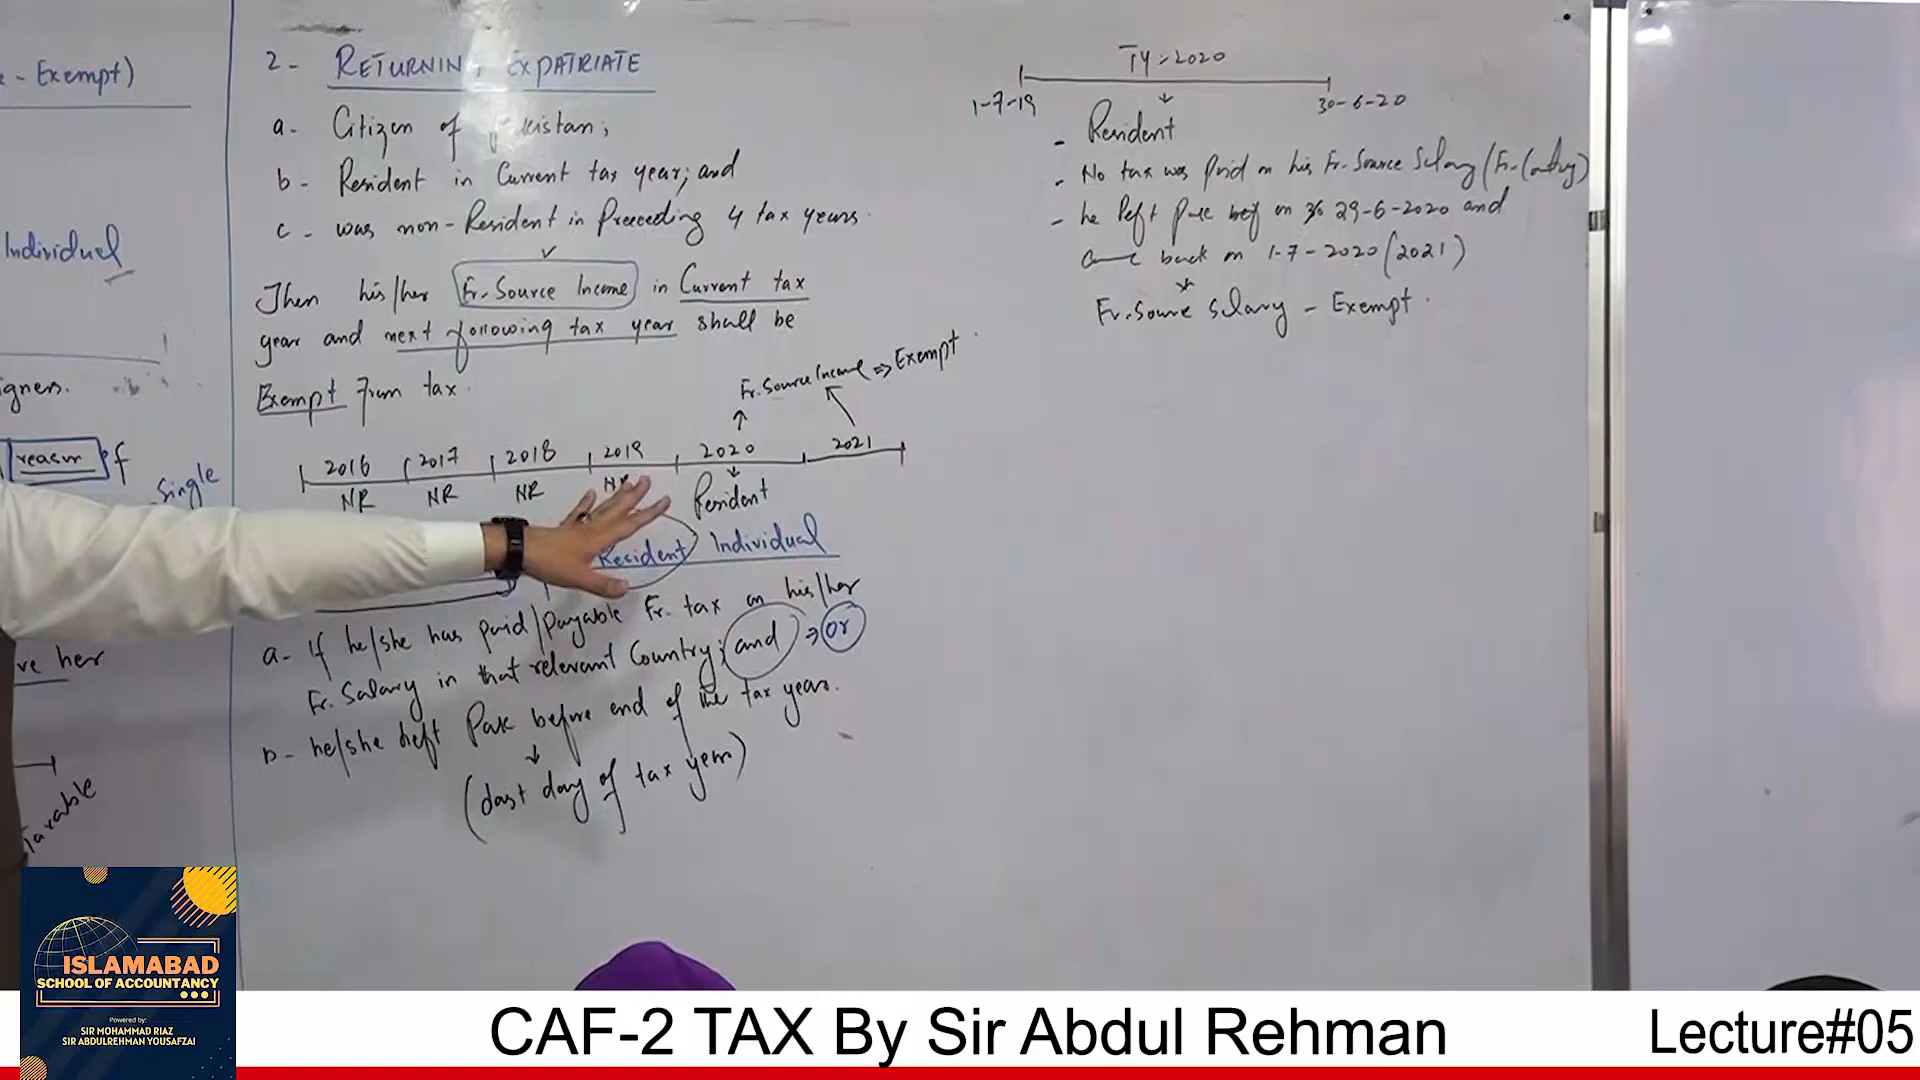 - Exempt)
Individual
igners.
reason of
Single
ve her
Taxable
2- RETURNING EXPATRIATE
a- Citizen of Pakistan;
b- Resident in Current tax year; and
c- was non-Resident in Preceeding 4 tax years.
Then his/her Fr. Source Income in Current tax
year and next following tax year shall be
Exempt from tax.
Fr. Source Income => Exempt
2016 2017 2018 2019 2020 2021
NR NR NR NR Resident
Resident Individual
a- If he/she has paid/payable Fr. tax on his/her
Fr. Salary in that relevant Country; and => or
b- he/she left Pak before end of the tax year.
(last day of tax year)
TY-2020
1-7-19 30-6-20
- Resident
- No tax was Paid on his Fr. Source Salary (Fr. Country)
- he left Pak on 29-6-2020 and
came back on 1-7-2020 (2021)
Fr. Source Salary - Exempt.
ISLAMABAD
SCHOOL OF ACCOUNTANCY
Powered by:
SIR MOHAMMAD RIAZ
SIR ABDULREHMAN YOUSAFZAI
CAF-2 TAX By Sir Abdul Rehman
Lecture#05